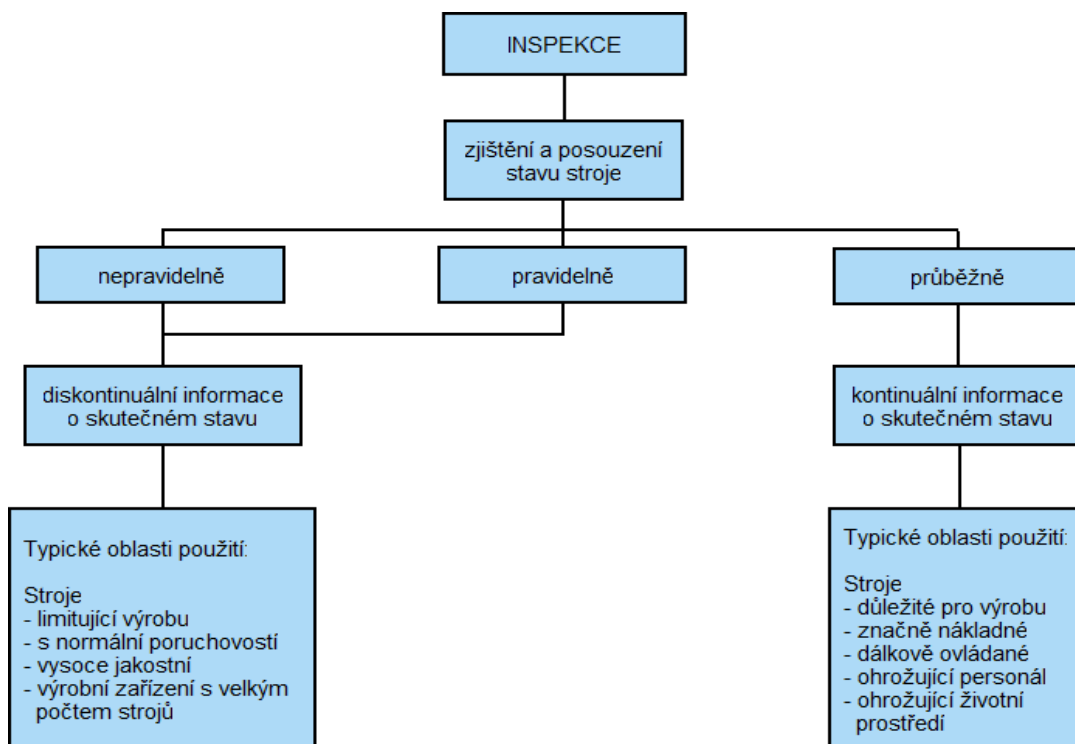 INSPEKCE
zjištění a posouzení
stavu stroje
nepravidelně
pravidelně
průběžně
diskontinuální informace
o skutečném stavu
kontinuální informace
o skutečném stavu
Typické oblasti použití:
Stroje
- limitující výrobu
- s normální poruchovostí
- vysoce jakostní
- výrobní zařízení s velkým
počtem strojů
Typické oblasti použití:
Stroje
- důležité pro výrobu
- značně nákladné
- dálkově ovládané
- ohrožující personál
- ohrožující životní
prostředí